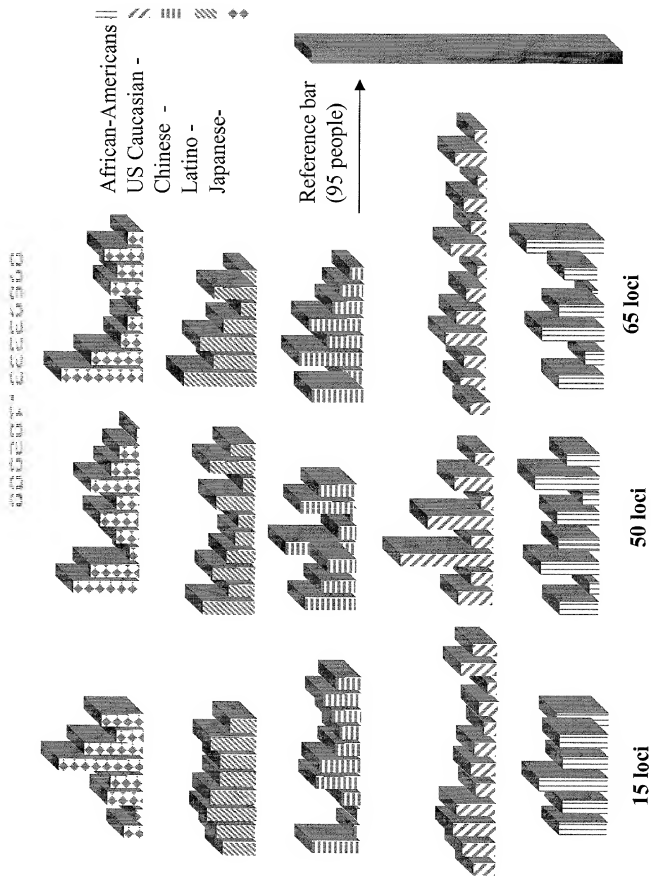 African-Americans
US Caucasian -
Chinese -
Latino -
Japanese-
Reference bar
(95 people)
15 loci
50 loci
65 loci